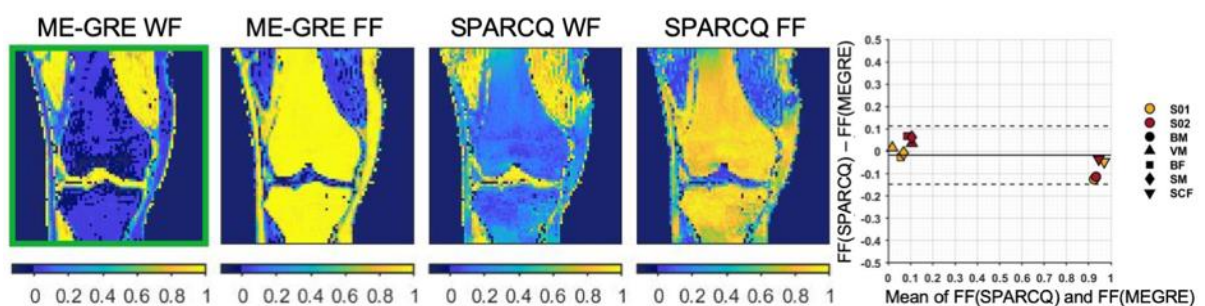 ME-GRE WF
ME-GRE FF
SPARCQ WF
SPARCQ FF
0 0.2 0.4 0.6 0.8 1
0 0.2 0.4 0.6 0.8 1
0 0.2 0.4 0.6 0.8 1
0 0.2 0.4 0.6 0.8 1
FF(SPARCQ) – FF(MEGRE)
0.5
0.4
0.3
0.2
0.1
0
-0.1
-0.2
-0.3
-0.4
-0.5
0 0.1 0.2 0.3 0.4 0.5 0.6 0.7 0.8 0.9 1
Mean of FF(SPARCQ) and FF(MEGRE)
S01
S02
BM
VM
BF
SM
SCF